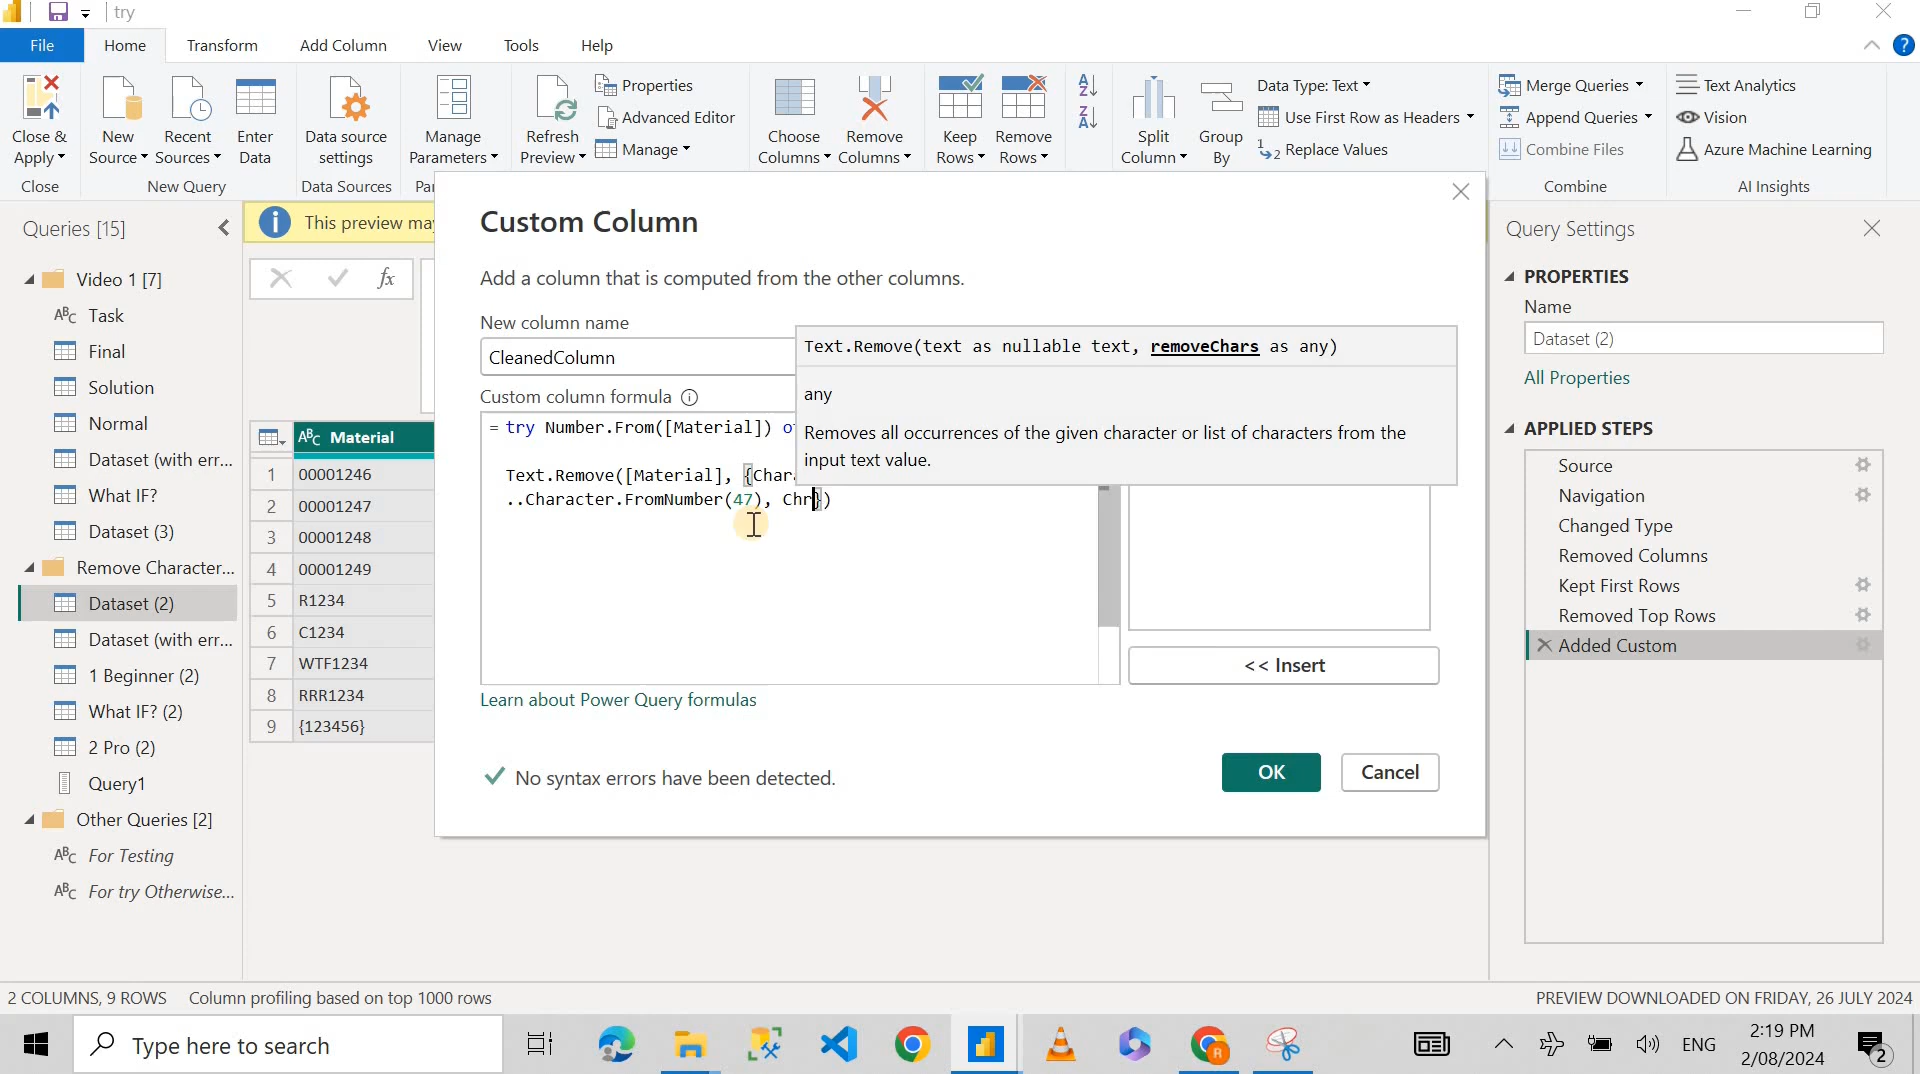 try
File Home Transform Add Column View Tools Help
Close & Apply
New Source
Recent Sources
Enter Data
Data source settings
Manage Parameters
Refresh Preview
Properties
Advanced Editor
Manage
Choose Columns
Remove Columns
Keep Rows
Remove Rows
Split Column
Group By
Data Type: Text
Use First Row as Headers
Replace Values
Merge Queries
Append Queries
Combine Files
Text Analytics
Vision
Azure Machine Learning
Close
New Query
Data Sources
Par
Combine
AI Insights
Queries [15]
Video 1 [7]
ABC Task
Final
Solution
Normal
Dataset (with err...
What IF?
Dataset (3)
Remove Character...
Dataset (2)
Dataset (with err...
1 Beginner (2)
What IF? (2)
2 Pro (2)
Query1
Other Queries [2]
ABC For Testing
ABC For try Otherwise...
This preview may
fx
ABC Material
1 00001246
2 00001247
3 00001248
4 00001249
5 R1234
6 C1234
7 WTF1234
8 RRR1234
9 {123456}
Custom Column
Add a column that is computed from the other columns.
New column name
CleanedColumn
Custom column formula
= try Number.From([Material]) ot
Text.Remove([Material], {Chara
..Character.FromNumber(47), Chr})
Text.Remove(text as nullable text, removeChars as any)
any
Removes all occurrences of the given character or list of characters from the
input text value.
<< Insert
Learn about Power Query formulas
No syntax errors have been detected.
OK
Cancel
Query Settings
PROPERTIES
Name
Dataset (2)
All Properties
APPLIED STEPS
Source
Navigation
Changed Type
Removed Columns
Kept First Rows
Removed Top Rows
Added Custom
2 COLUMNS, 9 ROWS Column profiling based on top 1000 rows
PREVIEW DOWNLOADED ON FRIDAY, 26 JULY 2024
Type here to search
R
ENG
2:19 PM
2/08/2024
2